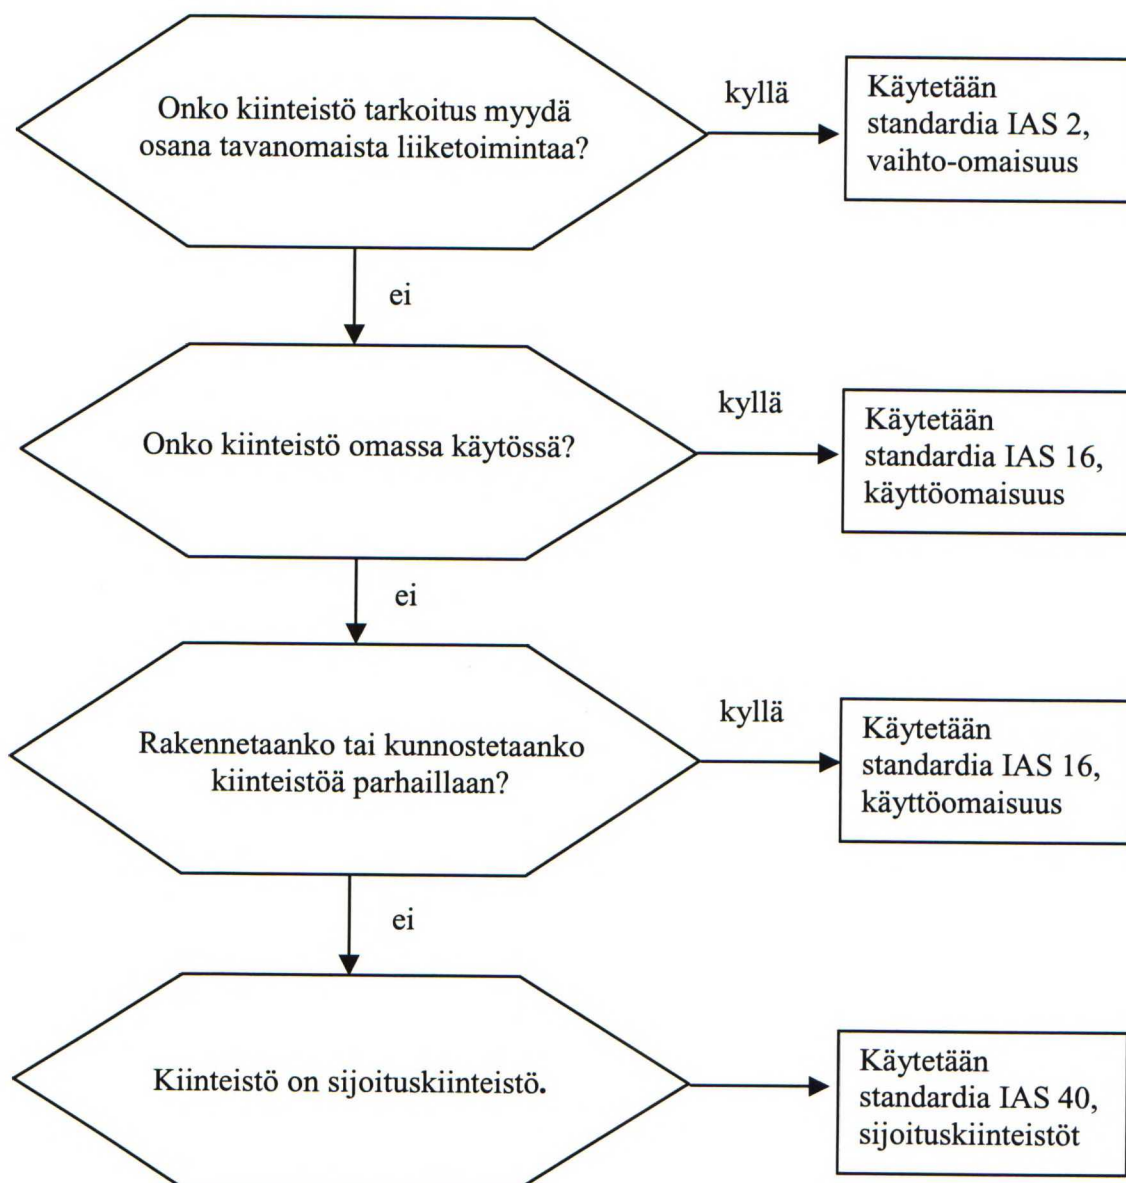 Onko kiinteistö tarkoitus myydä
osana tavanomaista liiketoimintaa?
kyllä
Käytetään
standardia IAS 2,
vaihto-omaisuus
ei
Onko kiinteistö omassa käytössä?
kyllä
Käytetään
standardia IAS 16,
käyttöomaisuus
ei
Rakennetaanko tai kunnostetaanko
kiinteistöä parhaillaan?
kyllä
Käytetään
standardia IAS 16,
käyttöomaisuus
ei
Kiinteistö on sijoituskiinteistö.
Käytetään
standardia IAS 40,
sijoituskiinteistöt